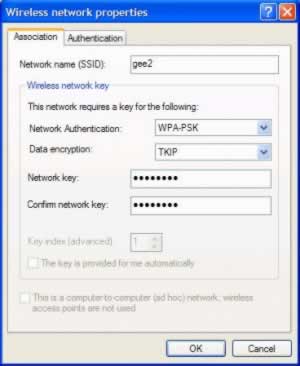 Wireless network properties
Association
Authentication
Network name (SSID):
gee2
Wireless network key
This network requires a key for the following:
Network Authentication:
WPA-PSK
Data encryption:
TKIP
Network key:
••••••••
Confirm network key:
••••••••
Key index (advanced):
1
The key is provided for me automatically
This is a computer-to-computer (ad hoc) network; wireless
access points are not used
OK
Cancel